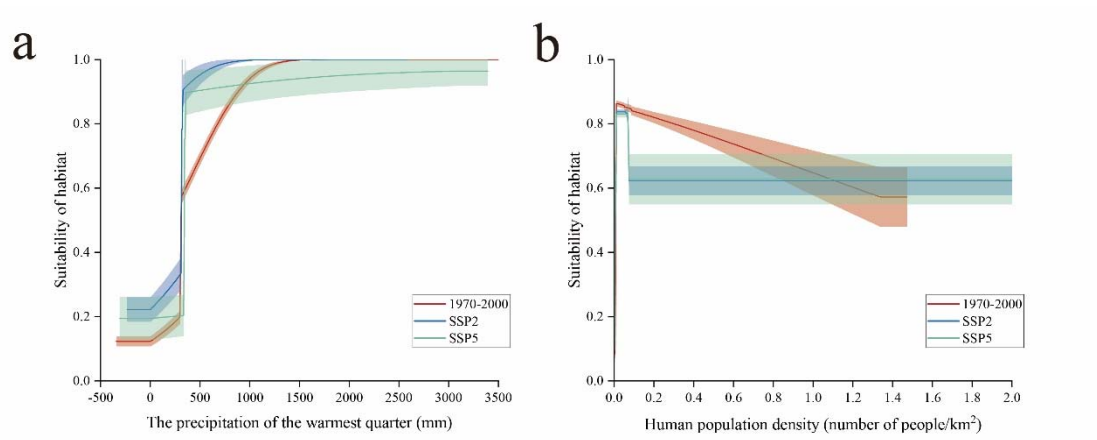 a
Suitability of habitat
1.0
0.8
0.6
0.4
0.2
0.0
-500 0 500 1000 1500 2000 2500 3000 3500
The precipitation of the warmest quarter (mm)
1970-2000
SSP2
SSP5
b
Suitability of habitat
1.0
0.8
0.6
0.4
0.2
0.0
0.0 0.2 0.4 0.6 0.8 1.0 1.2 1.4 1.6 1.8 2.0
Human population density (number of people/km²)
1970-2000
SSP2
SSP5